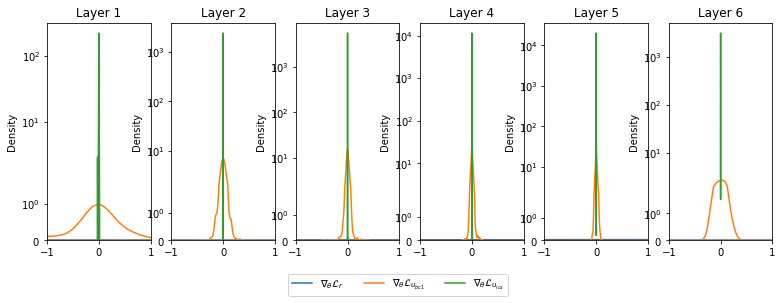 Layer 1 Layer 2 Layer 3 Layer 4 Layer 5 Layer 6
Density Density Density Density Density Density
10² 10¹ 10⁰ 0
10³ 10² 10¹ 10⁰ 0
10³ 10² 10¹ 10⁰ 0
10⁴ 10³ 10² 10¹ 10⁰ 0
10⁴ 10³ 10² 10¹ 10⁰ 0
10³ 10² 10¹ 10⁰ 0
−1 0 1 −1 0 1 −1 0 1 −1 0 1 −1 0 1 −1 0 1
∇θℒr ∇θℒu_bc1 ∇θℒu_ics